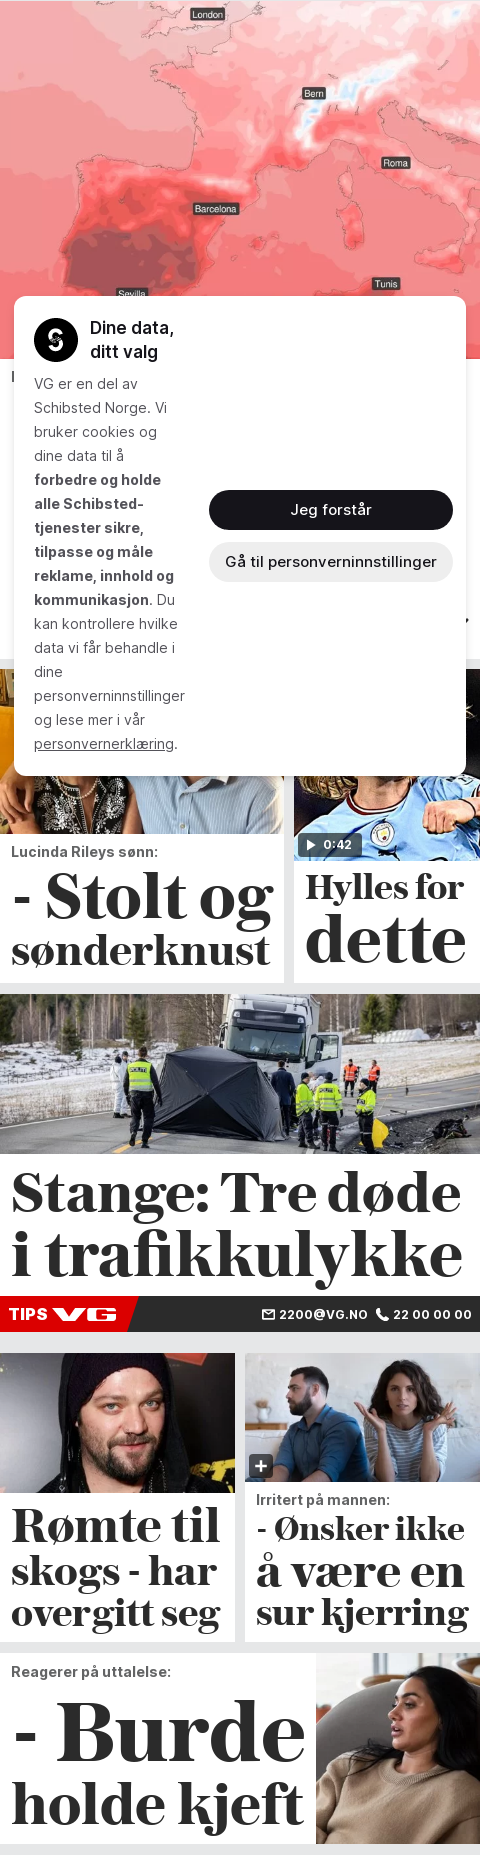 London
Bern
Roma
Barcelona
Tunis
Sevilla
Dine data,
ditt valg
VG er en del av
Schibsted Norge. Vi
bruker cookies og
dine data til å
forbedre og holde
alle Schibsted-
tjenester sikre,
tilpasse og måle
reklame, innhold og
kommunikasjon. Du
kan kontrollere hvilke
data vi får behandle i
dine
personverninnstillinger
og lese mer i vår
personvernerklæring.
Jeg forstår
Gå til personverninnstillinger
Lucinda Rileys sønn:
- Stolt og
sønderknust
0:42
Hylles for
dette
POLITI
Stange: Tre døde
i trafikkulykke
TIPS VG
2200@VG.NO 22 00 00 00
Rømte til
skogs - har
overgitt seg
Irritert på mannen:
- Ønsker ikke
å være en
sur kjerring
Reagerer på uttalelse:
- Burde
holde kjeft